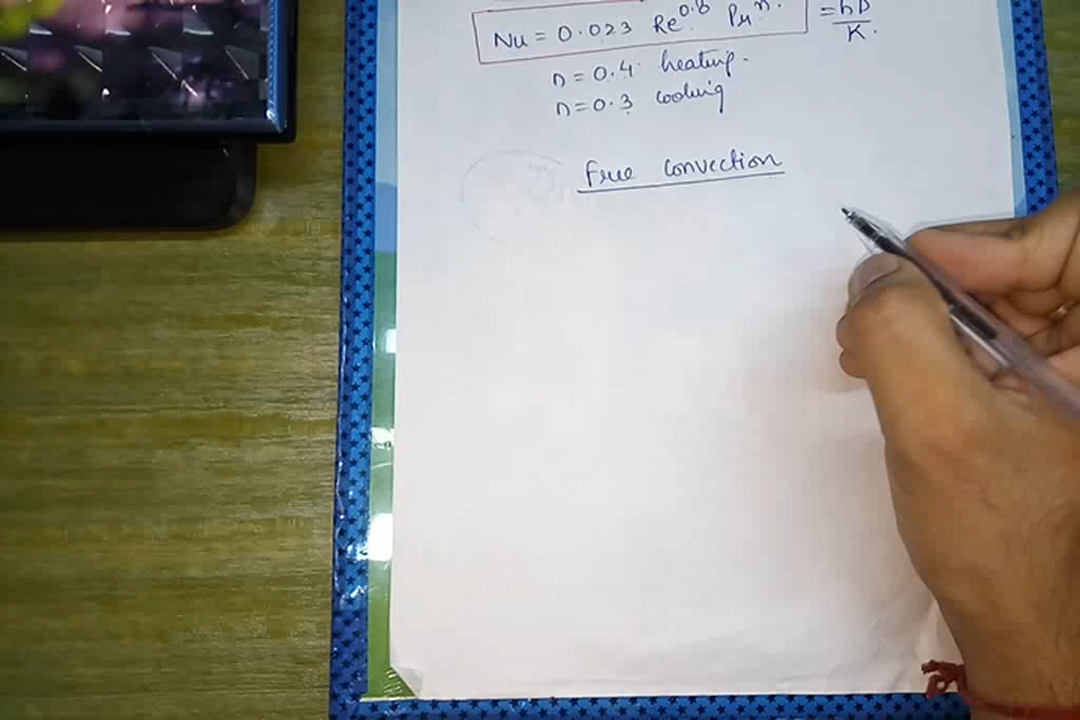 Nu = 0.023 Re^0.8 Pr^n. = hD/K.
n = 0.4 heating.
n = 0.3 cooling
Free convection